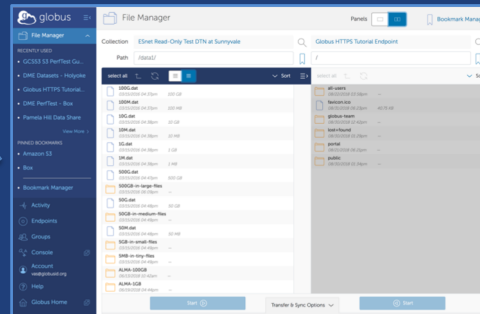 globus
File Manager
RECENTLY USED
GCS53 S3 PerfTest Gu...
DME Datasets - Holyoke
Globus HTTPS Tutorial...
DME PerfTest - Box
Pamela Hill Data Share
View More >
PINNED BOOKMARKS
Amazon S3
Box
Bookmark Manager
Activity
Endpoints
Groups
Console
Account
vas@globusid.org
Help
Globus Home
File Manager
Panels
Bookmark Manag
Collection
ESnet Read-Only Test DTN at Sunnyvale
Path
select all
Sort
100G.dat
100 GB
100M.dat
100 MB
10G.dat
10 GB
10M.dat
10 MB
1G.dat
1 GB
1M.dat
1 MB
500G.dat
500 GB
500GB-in-large-files
50G.dat
50 GB
50GB-in-medium-files
50M.dat
50 MB
5GB-in-small-files
5MB-in-tiny-files
ALMA-100GB
ALMA-1GB
Start
Transfer & Sync Options
Globus HTTPS Tutorial Endpoint
/
select all
Sort
all-users
favicon.ico
globus-team
lost+found
portal
public
Start